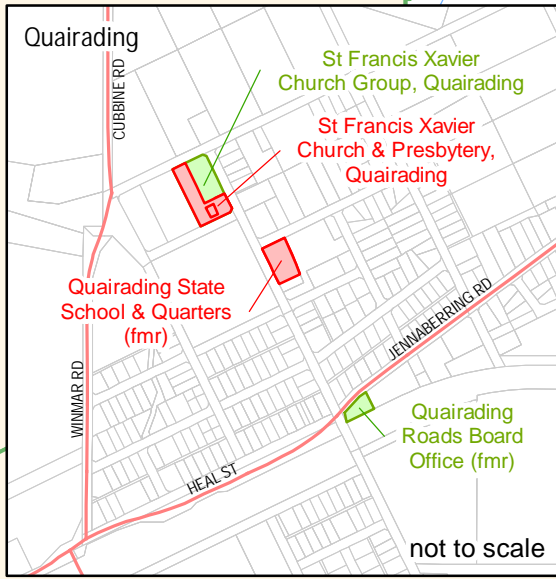 Quairading
CUBBINE RD
St Francis Xavier
Church Group, Quairading
St Francis Xavier
Church & Presbytery,
Quairading
Quairading State
School & Quarters
(fmr)
JENNABERRING RD
WINMAR RD
Quairading
Roads Board
Office (fmr)
HEAL ST
not to scale